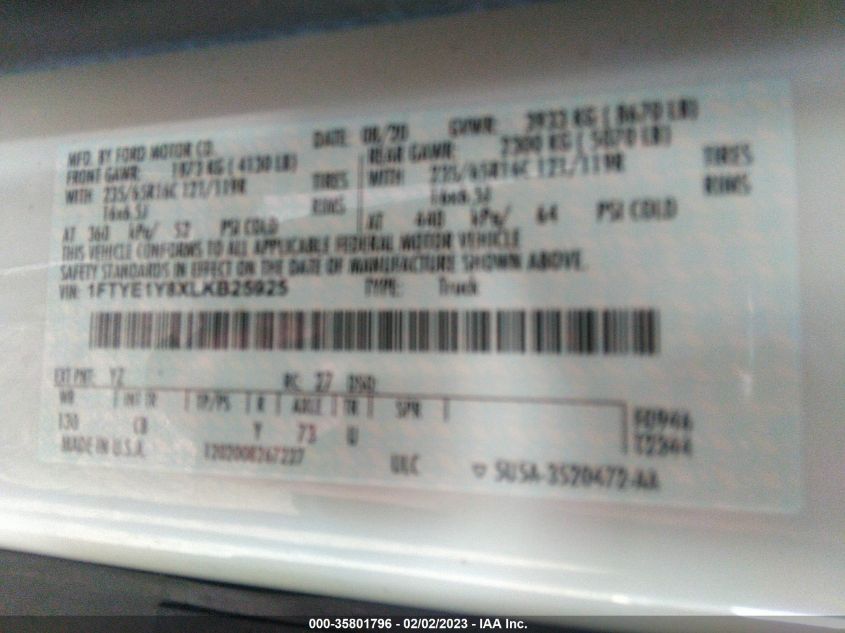 MFD. BY FORD MOTOR CO. DATE: 08/20 GVWR: 3933 KG ( 8670 LB)
FRONT GAWR: 1873 KG ( 4130 LB) REAR GAWR: 2300 KG ( 5070 LB)
WITH 235/65R16C 121/119R TIRES WITH 235/65R16C 121/119R TIRES
16x6.5J RIMS 16x6.5J RIMS
AT 360 kPa/ 52 PSI COLD AT 440 kPa/ 64 PSI COLD
THIS VEHICLE CONFORMS TO ALL APPLICABLE FEDERAL MOTOR VEHICLE
SAFETY STANDARDS IN EFFECT ON THE DATE OF MANUFACTURE SHOWN ABOVE.
VIN: 1FTYE1Y8XLKB25925 TYPE: Truck
EXT PNT: YZ RC: 27 DSO:
WB INT TR TP/PS R AXLE TR SPR
130 CB Y 73 U
MADE IN U.S.A. ULC
000-35801796 - 02/02/2023 - IAA Inc.